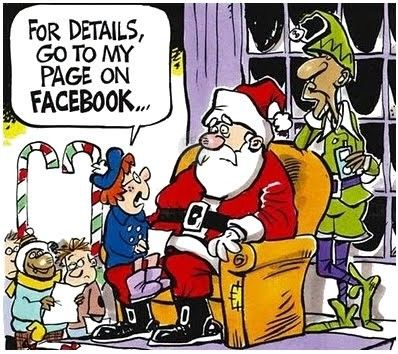 FOR DETAILS,
GO TO MY
PAGE ON
FACEBOOK...